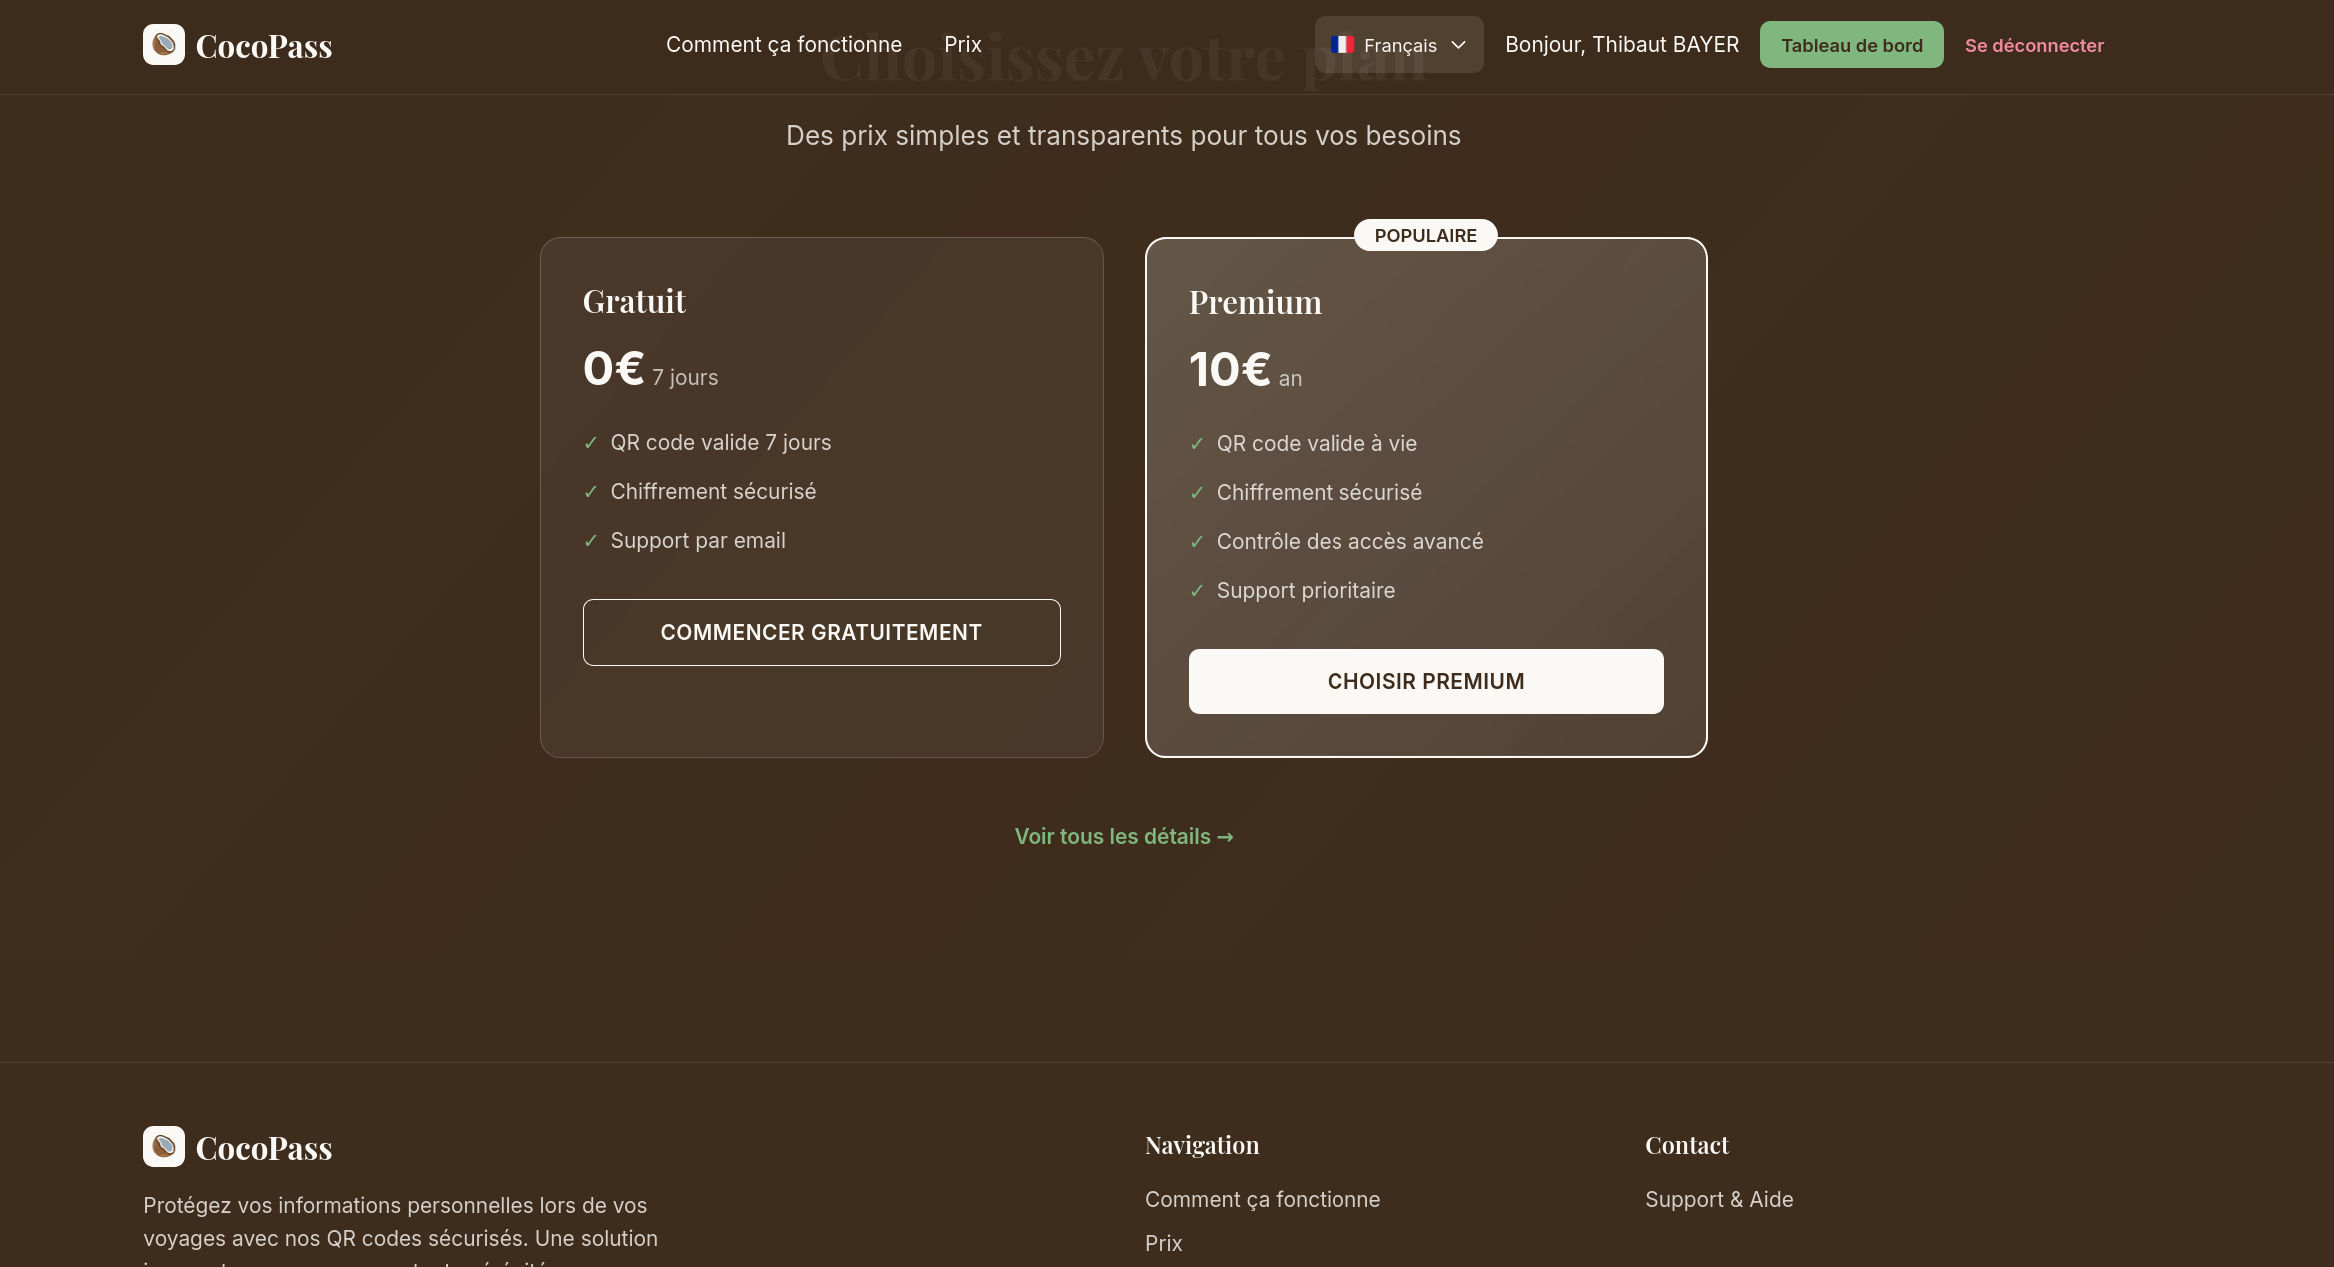 CocoPass
Comment ça fonctionne
Prix
Français
Bonjour, Thibaut BAYER
Tableau de bord
Se déconnecter
Choisissez votre plan
Des prix simples et transparents pour tous vos besoins
Gratuit
0€ 7 jours
✓ QR code valide 7 jours
✓ Chiffrement sécurisé
✓ Support par email
COMMENCER GRATUITEMENT
POPULAIRE
Premium
10€ an
✓ QR code valide à vie
✓ Chiffrement sécurisé
✓ Contrôle des accès avancé
✓ Support prioritaire
CHOISIR PREMIUM
Voir tous les détails →
CocoPass
Protégez vos informations personnelles lors de vos
voyages avec nos QR codes sécurisés. Une solution
Navigation
Comment ça fonctionne
Prix
Contact
Support & Aide